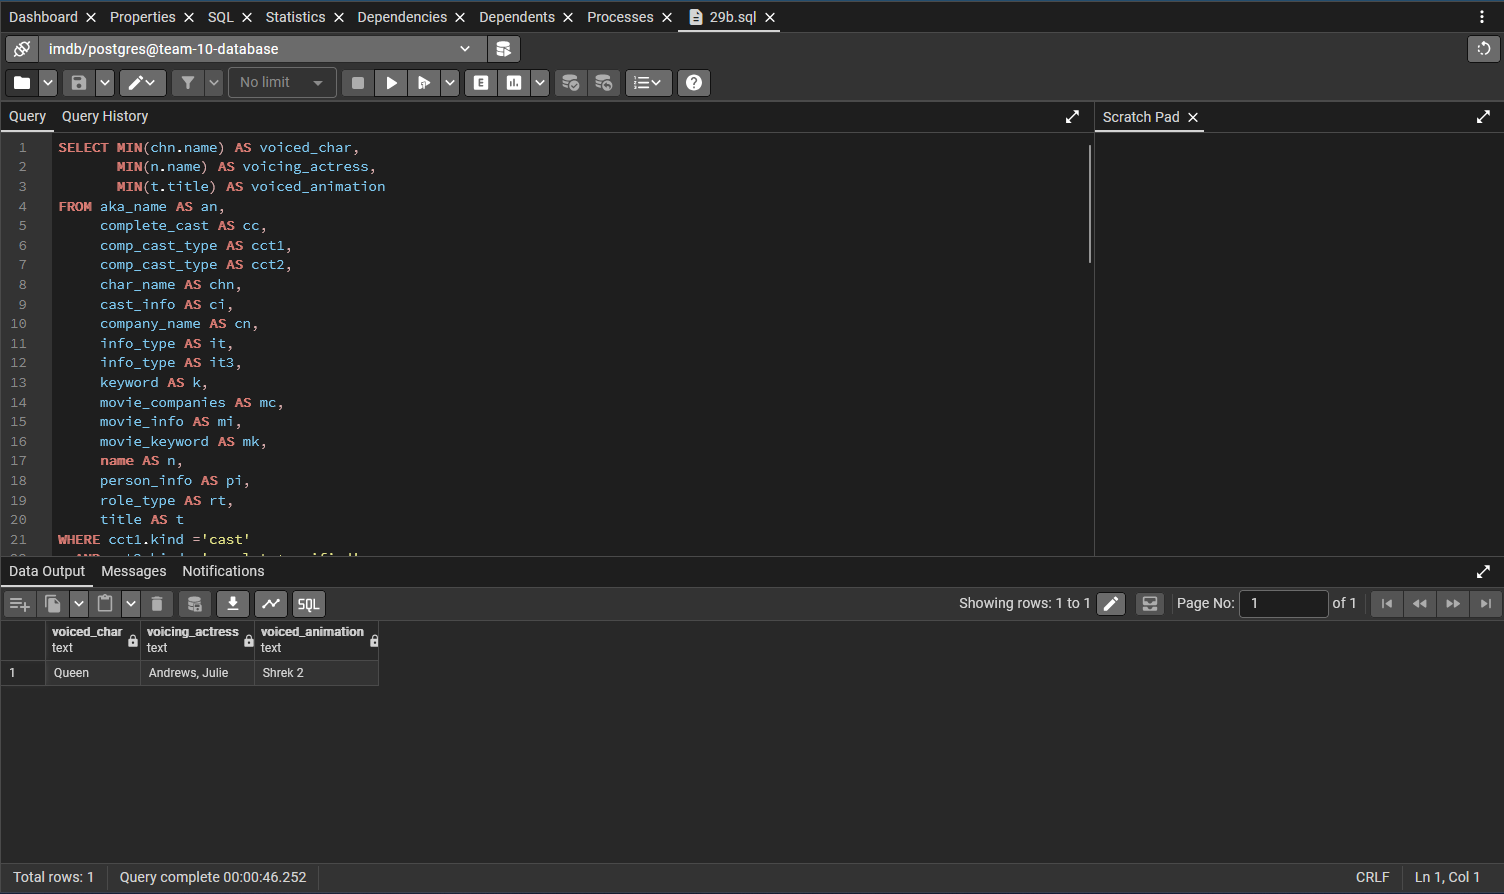 Dashboard Properties SQL Statistics Dependencies Dependents Processes 29b.sql
imdb/postgres@team-10-database
No limit E
Query Query History Scratch Pad
1 SELECT MIN(chn.name) AS voiced_char,
2 MIN(n.name) AS voicing_actress,
3 MIN(t.title) AS voiced_animation
4 FROM aka_name AS an,
5 complete_cast AS cc,
6 comp_cast_type AS cct1,
7 comp_cast_type AS cct2,
8 char_name AS chn,
9 cast_info AS ci,
10 company_name AS cn,
11 info_type AS it,
12 info_type AS it3,
13 keyword AS k,
14 movie_companies AS mc,
15 movie_info AS mi,
16 movie_keyword AS mk,
17 name AS n,
18 person_info AS pi,
19 role_type AS rt,
20 title AS t
21 WHERE cct1.kind ='cast'
Data Output Messages Notifications
SQL Showing rows: 1 to 1 Page No: 1 of 1
voiced_char voicing_actress voiced_animation
text text text
1 Queen Andrews, Julie Shrek 2
Total rows: 1 Query complete 00:00:46.252 CRLF Ln 1, Col 1